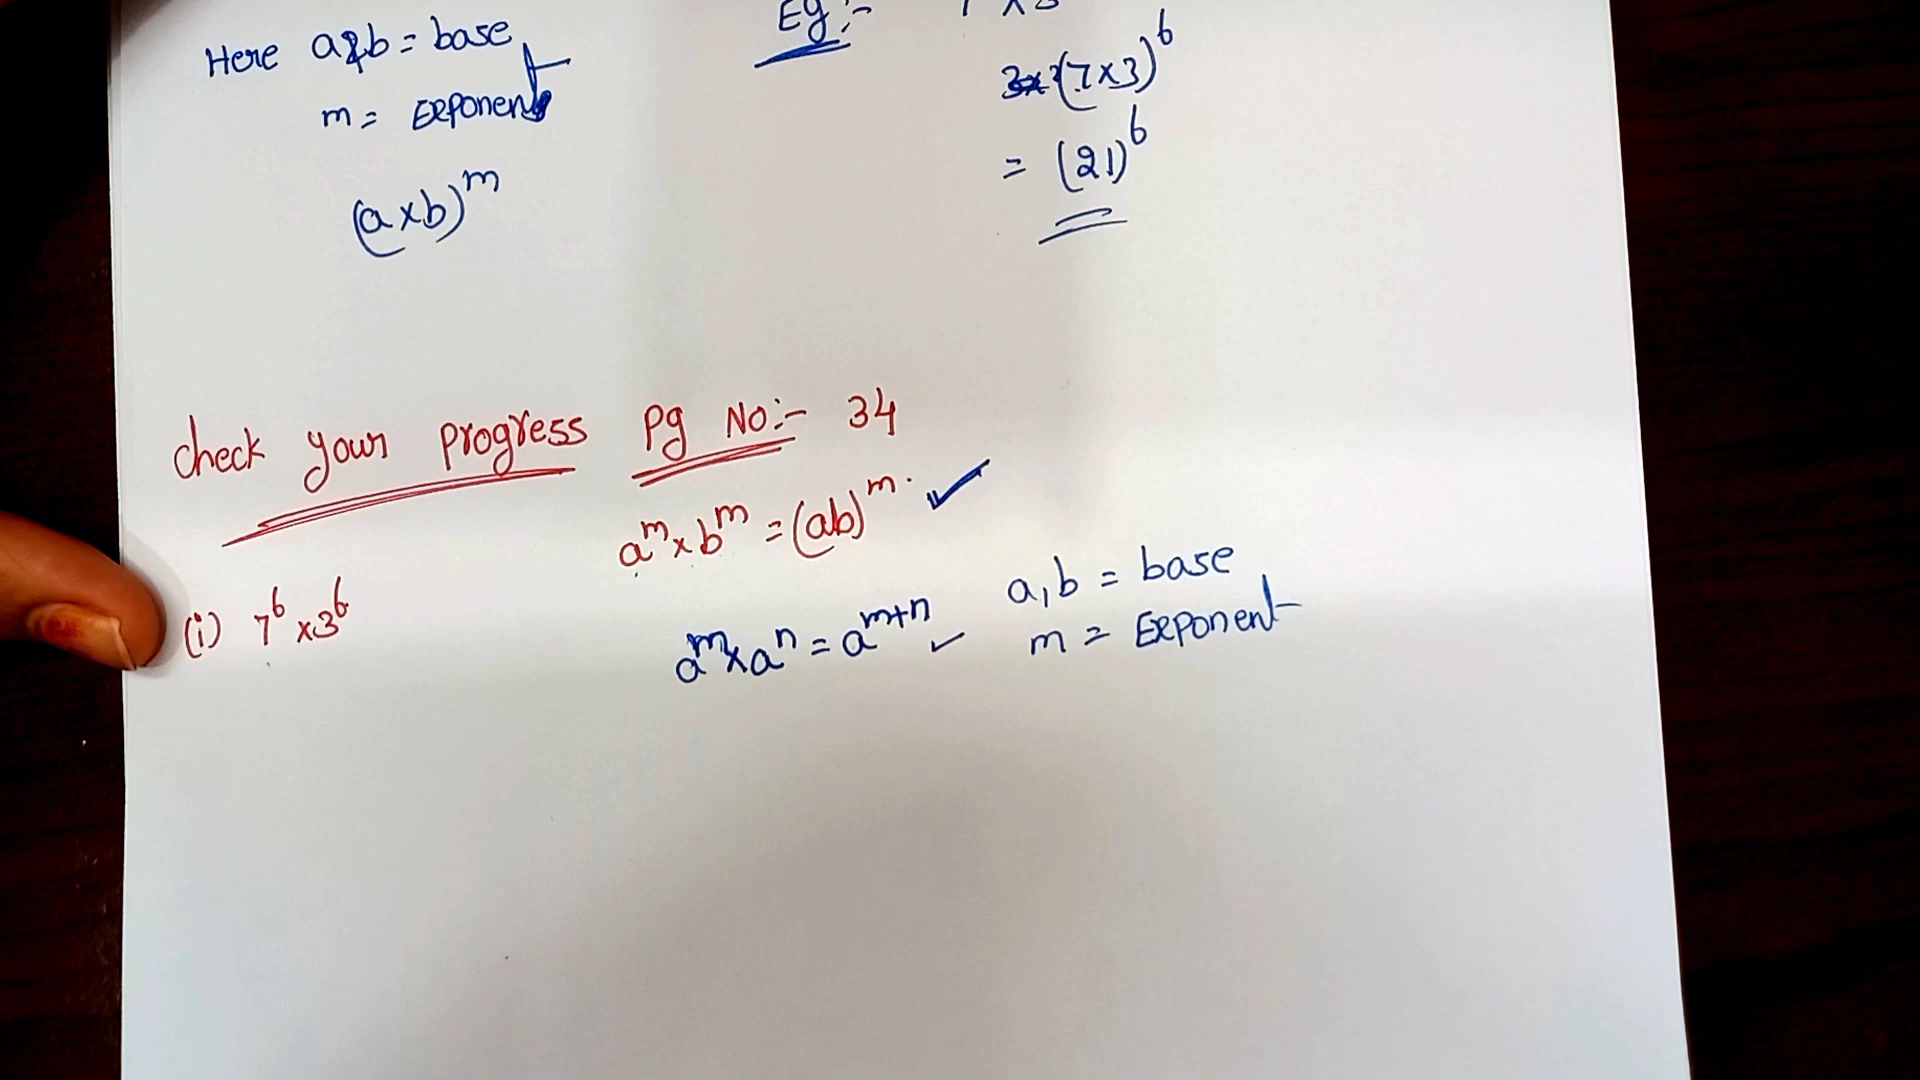 Here a&b = base
m = Exponent
(a×b)^m
Eg:-
(7×3)^6
= (21)^6
check your progress Pg No:- 34
a^m × b^m = (ab)^m.
(i) 7^6 × 3^6
a^m × a^n = a^(m+n)
a,b = base
m = Exponent